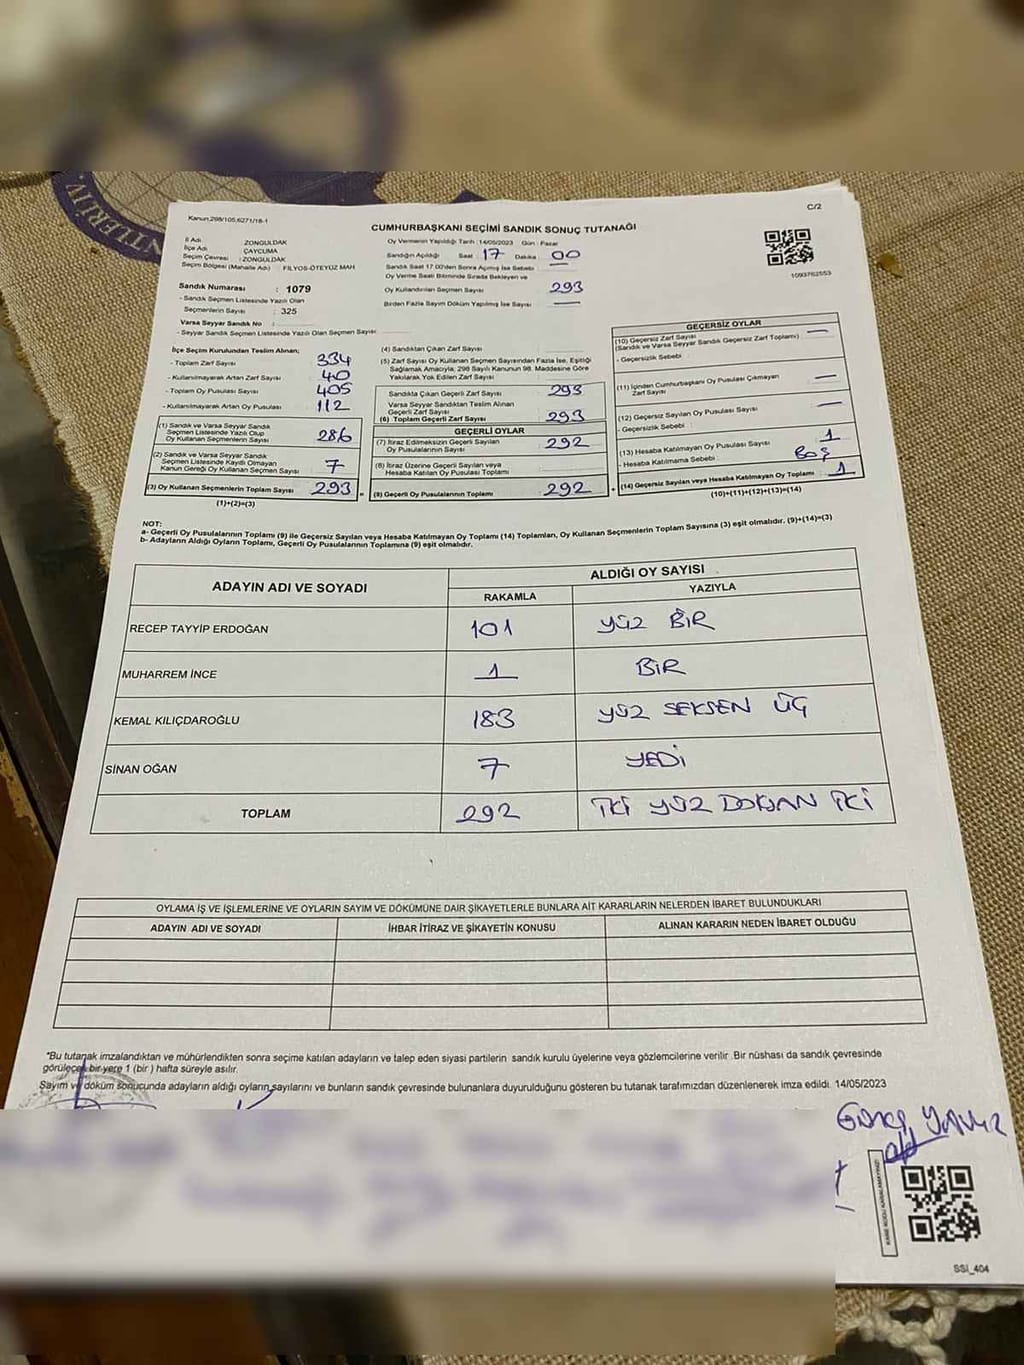 NTLERİ IV.
Kanun,298/105,6271/18-1
C/2
CUMHURBAŞKANI SEÇİMİ SANDIK SONUÇ TUTANAĞI
İl Adı : ZONGULDAK
İlçe Adı : ÇAYCUMA
Seçim Çevresi : ZONGULDAK
Seçim Bölgesi (Mahalle Adı) : FİLYOS-ÖTEYÜZ MAH
Oy Vermenin Yapıldığı Tarih :14/05/2023 Gün : Pazar
Sandığın Açıldığı Saat 17 Dakika 00
Sandık Saat 17 00'den Sonra Açılmış İse Sebebi
Oy Verme Saati Bitiminde Sırada Bekleyen ve
Oy Kullandırılan Seçmen Sayısı 293
Birden Fazla Sayım Döküm Yapılmış İse Sayısı —
1093762553
Sandık Numarası : 1079
- Sandık Seçmen Listesinde Yazılı Olan
Seçmenlerin Sayısı : 325
Varsa Seyyar Sandık No :
- Seyyar Sandık Seçmen Listesinde Yazılı Olan Seçmen Sayısı
İlçe Seçim Kurulundan Teslim Alınan;
- Toplam Zarf Sayısı 334
- Kullanılmayarak Artan Zarf Sayısı 40
- Toplam Oy Pusulası Sayısı 405
- Kullanılmayarak Artan Oy Pusulası 112
(1) Sandık ve Varsa Seyyar Sandık
Seçmen Listesinde Yazılı Olup
Oy Kullanan Seçmenlerin Sayısı 286
(2) Sandık ve Varsa Seyyar Sandık
Seçmen Listesinde Kayıtlı Olmayan
Kanun Gereği Oy Kullanan Seçmen Sayısı 7
(3) Oy Kullanan Seçmenlerin Toplam Sayısı 293
(1)+(2)=(3)
(4) Sandıktan Çıkan Zarf Sayısı
(5) Zarf Sayısı Oy Kullanan Seçmen Sayısından Fazla İse, Eşitliği
Sağlamak Amacıyla, 298 Sayılı Kanunun 98. Maddesine Göre
Yakılarak Yok Edilen Zarf Sayısı
Sandıkta Çıkan Geçerli Zarf Sayısı 293
Varsa Seyyar Sandıktan Teslim Alınan
Geçerli Zarf Sayısı
(6) Toplam Geçerli Zarf Sayısı 293
GEÇERLİ OYLAR
(7) İtiraz Edilmeksizin Geçerli Sayılan
Oy Pusulalarının Sayısı 292
(8) İtiraz Üzerine Geçerli Sayılan veya
Hesaba Katılan Oy Pusulası Toplamı
(9) Geçerli Oy Pusulalarının Toplamı 292
GEÇERSİZ OYLAR
(10) Geçersiz Zarf Sayısı —
(Sandık ve Varsa Seyyar Sandık Geçersiz Zarf Toplamı)
- Geçersizlik Sebebi
(11) İçinden Cumhurbaşkanı Oy Pusulası Çıkmayan
Zarf Sayısı —
(12) Geçersiz Sayılan Oy Pusulası Sayısı —
- Geçersizlik Sebebi :
(13) Hesaba Katılmayan Oy Pusulası Sayısı 1
- Hesaba Katılmama Sebebi : BOŞ
(14) Geçersiz Sayılan veya Hesaba Katılmayan Oy Toplamı 1
(10)+(11)+(12)+(13)=(14)
NOT:
a- Geçerli Oy Pusulalarının Toplamı (9) ile Geçersiz Sayılan veya Hesaba Katılmayan Oy Toplamı (14) Toplamları, Oy Kullanan Seçmenlerin Toplam Sayısına (3) eşit olmalıdır. (9)+(14)=(3)
b- Adayların Aldığı Oyların Toplamı, Geçerli Oy Pusulalarının Toplamına (9) eşit olmalıdır.
ADAYIN ADI VE SOYADI ALDIĞI OY SAYISI
RAKAMLA YAZIYLA
RECEP TAYYİP ERDOĞAN 101 YÜZ BİR
MUHARREM İNCE 1 BİR
KEMAL KILIÇDAROĞLU 183 YÜZ SEKSEN ÜÇ
SİNAN OĞAN 7 YEDİ
TOPLAM 292 İKİ YÜZ DOKSAN İKİ
OYLAMA İŞ VE İŞLEMLERİNE VE OYLARIN SAYIM VE DÖKÜMÜNE DAİR ŞİKAYETLERLE BUNLARA AİT KARARLARIN NELERDEN İBARET BULUNDUKLARI
ADAYIN ADI VE SOYADI İHBAR İTİRAZ VE ŞİKAYETİN KONUSU ALINAN KARARIN NEDEN İBARET OLDUĞU
*Bu tutanak imzalandıktan ve mühürlendikten sonra seçime katılan adayların ve talep eden siyasi partilerin sandık kurulu üyelerine veya gözlemcilerine verilir .Bir nüshası da sandık çevresinde
görülecek bir yere 1 (bir ) hafta süreyle asılır.
Sayım ve döküm sonucunda adayların aldığı oyların sayılarını ve bunların sandık çevresinde bulunanlara duyurulduğunu gösteren bu tutanak tarafımızdan düzenlenerek imza edildi. 14/05/2023
YAVUZ
KARE KODU KARALAMAYINIZ!
SSİ_404